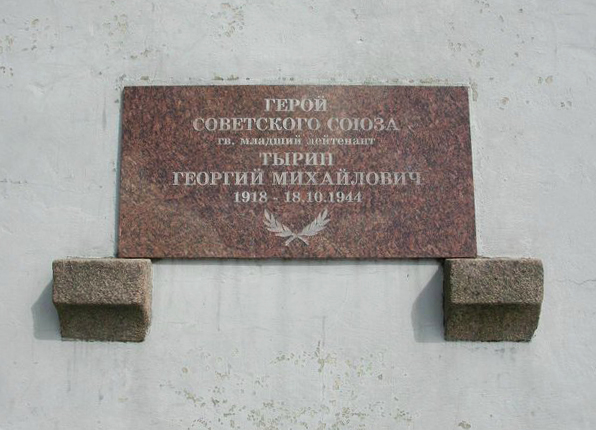 ГЕРОЙ
СОВЕТСКОГО СОЮЗА
гв. младший лейтенант
ТЫРИН
ГЕОРГИЙ МИХАЙЛОВИЧ
1918 - 18.10.1944